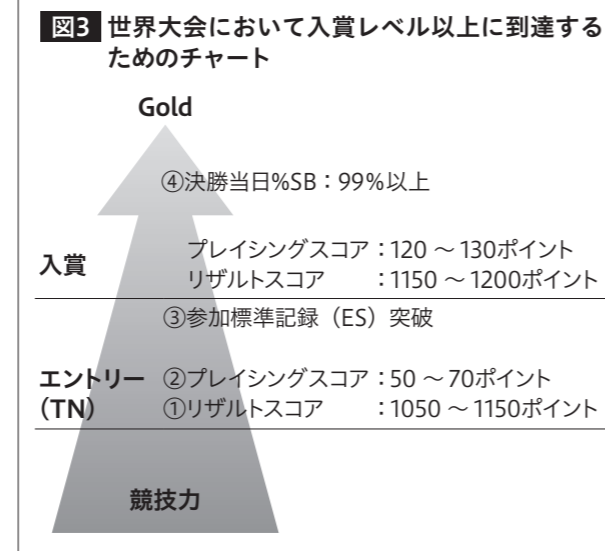 図3 世界大会において入賞レベル以上に到達する
ためのチャート
Gold
④決勝当日%SB：99%以上
入賞
プレイシングスコア：120 ～ 130ポイント
リザルトスコア　　：1150 ～ 1200ポイント
③参加標準記録（ES）突破
エントリー
（TN）
②プレイシングスコア：50 ～ 70ポイント
①リザルトスコア　　：1050 ～ 1150ポイント
競技力